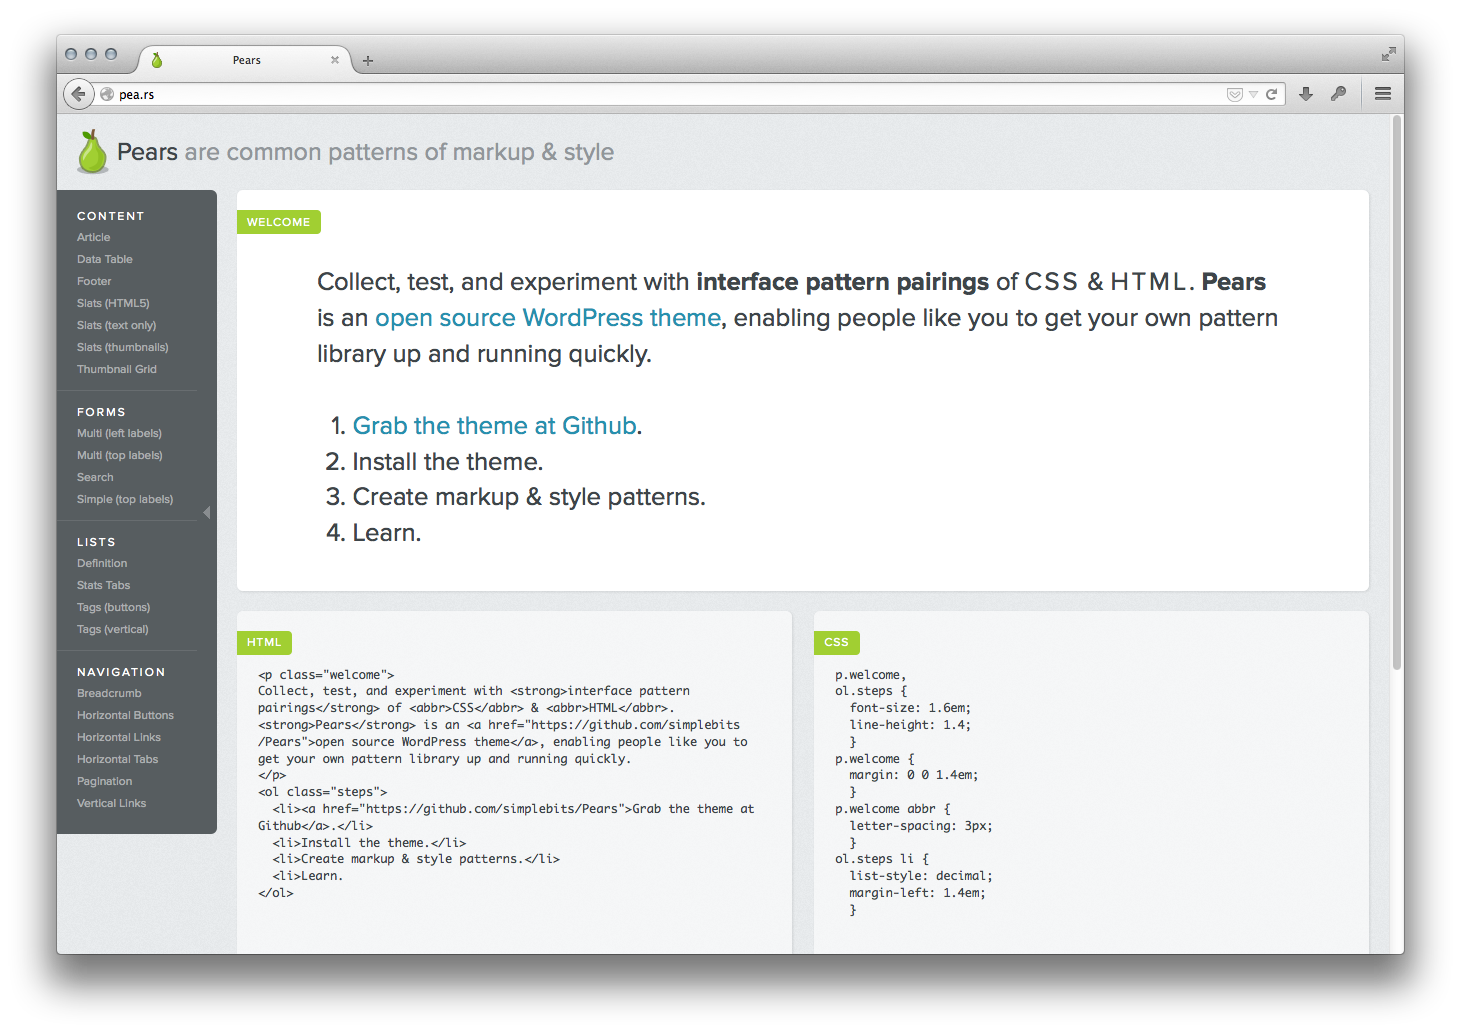 Pears
pea.rs
Pears are common patterns of markup & style
CONTENT
Article
Data Table
Footer
Slats (HTML5)
Slats (text only)
Slats (thumbnails)
Thumbnail Grid
FORMS
Multi (left labels)
Multi (top labels)
Search
Simple (top labels)
LISTS
Definition
Stats Tabs
Tags (buttons)
Tags (vertical)
NAVIGATION
Breadcrumb
Horizontal Buttons
Horizontal Links
Horizontal Tabs
Pagination
Vertical Links
WELCOME
Collect, test, and experiment with interface pattern pairings of CSS & HTML. Pears
is an open source WordPress theme, enabling people like you to get your own pattern
library up and running quickly.
1. Grab the theme at Github.
2. Install the theme.
3. Create markup & style patterns.
4. Learn.
HTML
<p class="welcome">
Collect, test, and experiment with <strong>interface pattern
pairings</strong> of <abbr>CSS</abbr> & <abbr>HTML</abbr>.
<strong>Pears</strong> is an <a href="https://github.com/simplebits
/Pears">open source WordPress theme</a>, enabling people like you to
get your own pattern library up and running quickly.
</p>
<ol class="steps">
  <li><a href="https://github.com/simplebits/Pears">Grab the theme at
Github</a>.</li>
  <li>Install the theme.</li>
  <li>Create markup & style patterns.</li>
  <li>Learn.
</ol>
CSS
p.welcome,
ol.steps {
  font-size: 1.6em;
  line-height: 1.4;
  }
p.welcome {
  margin: 0 0 1.4em;
  }
p.welcome abbr {
  letter-spacing: 3px;
  }
ol.steps li {
  list-style: decimal;
  margin-left: 1.4em;
  }